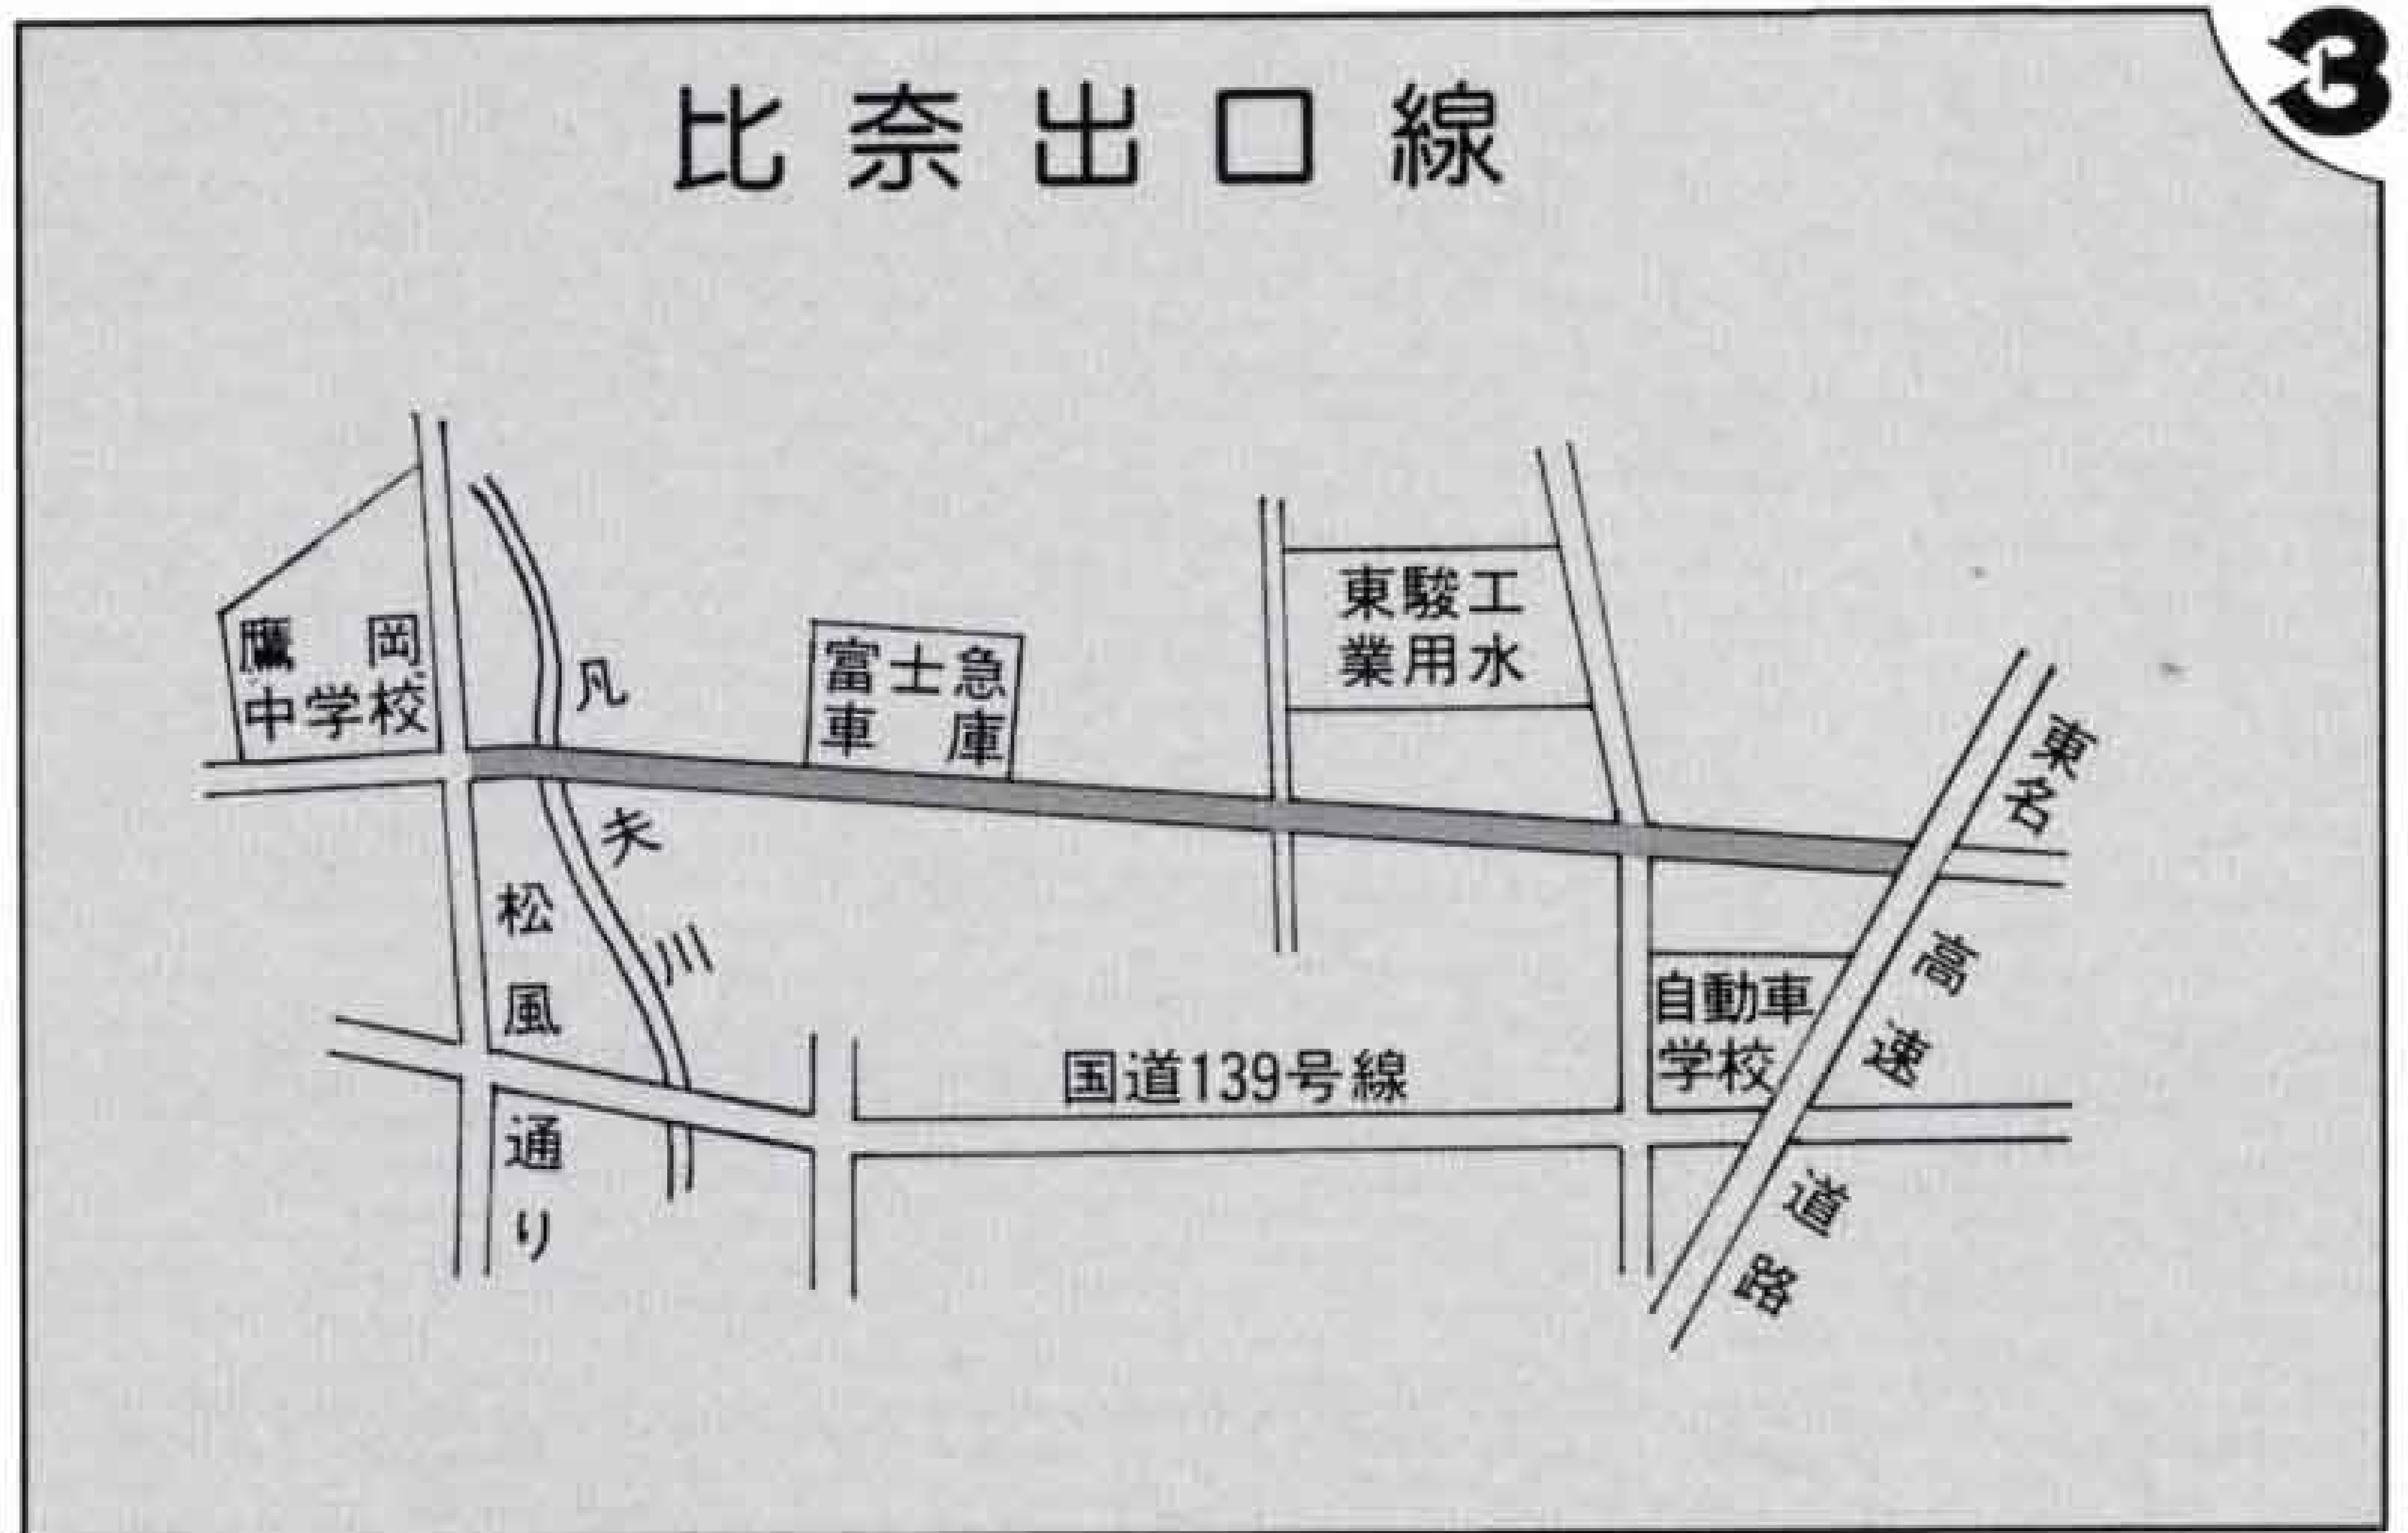 3
比奈出口線
鷹岡
中学校
凡夫川
富士急
車庫
東駿工
業用水
東名高速道路
松風通り
国道139号線
自動車
学校